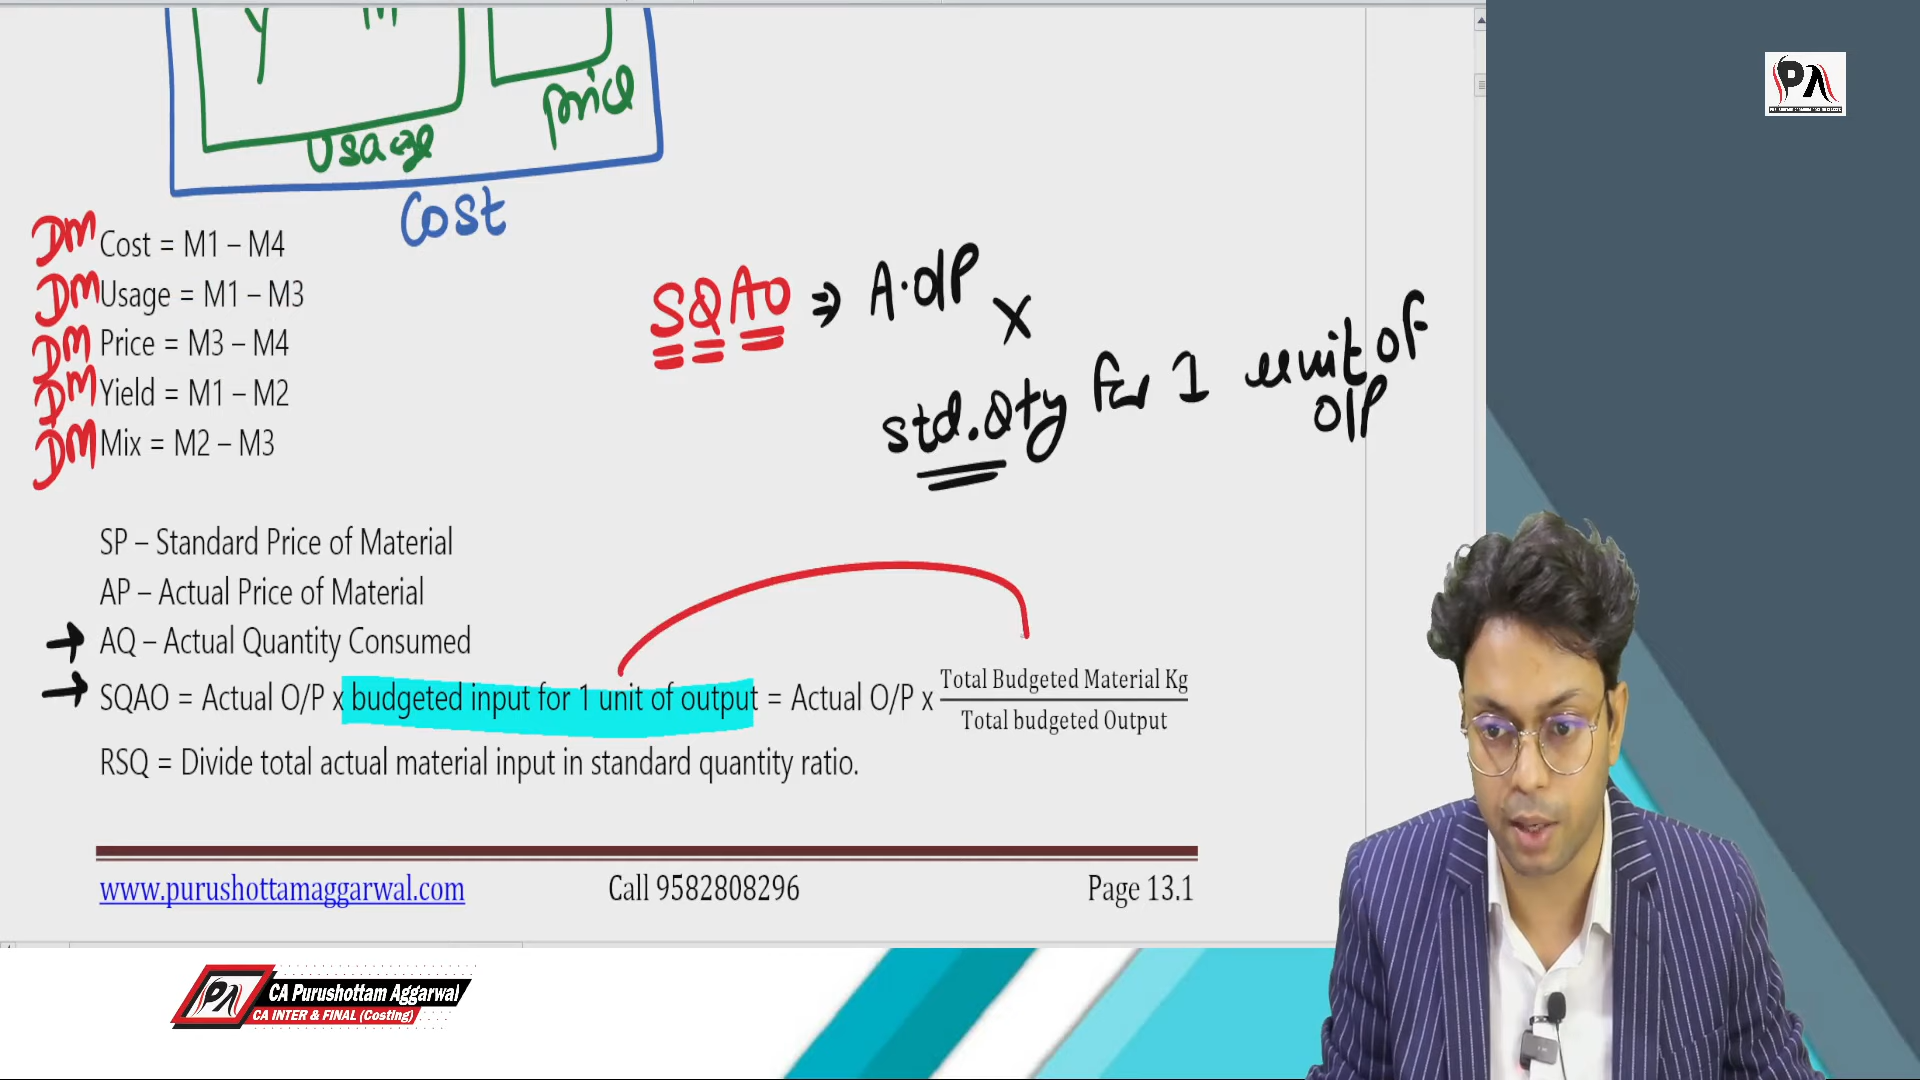 y M
Usage
price
Cost
DM Cost = M1 – M4
DM Usage = M1 – M3
DM Price = M3 – M4
DM Yield = M1 – M2
DM Mix = M2 – M3
SQAO ⇒ A.O/P
x
std. Qty for 1 unit of
O/P
SP – Standard Price of Material
AP – Actual Price of Material
→ AQ – Actual Quantity Consumed
→ SQAO = Actual O/P x budgeted input for 1 unit of output = Actual O/P x Total Budgeted Material Kg / Total budgeted Output
RSQ = Divide total actual material input in standard quantity ratio.
www.purushottamaggarwal.com Call 9582808296 Page 13.1
PA
PA CA Purushottam Aggarwal
CA INTER & FINAL (Costing)